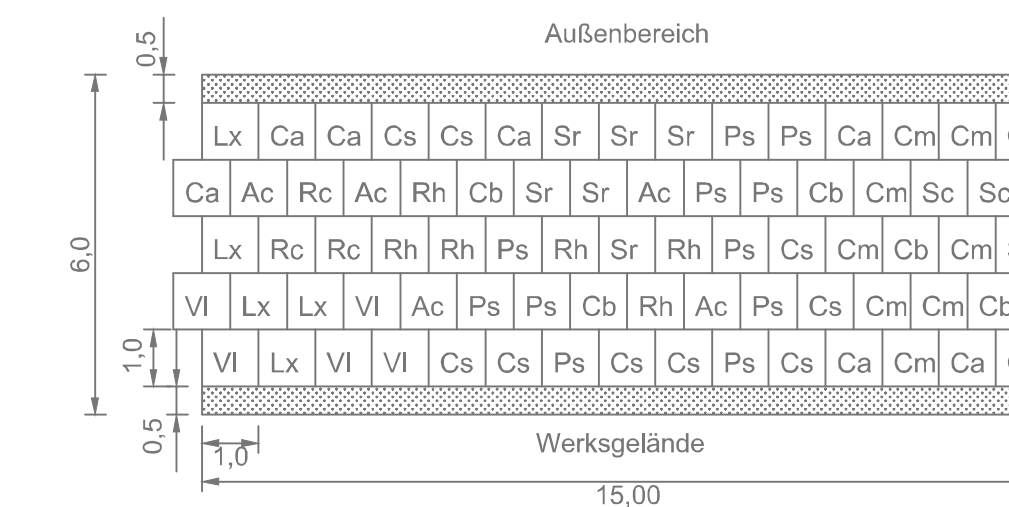 Außenbereich
0,5
Lx Ca Ca Cs Cs Ca Sr Sr Sr Ps Ps Ca Cm Cm
Ca Ac Rc Ac Rh Cb Sr Sr Ac Ps Ps Cb Cm Sc Sc
6,0
Lx Rc Rc Rh Rh Ps Rh Sr Rh Ps Cs Cm Cb Cm
Vl Lx Lx Vl Ac Ps Ps Cb Rh Ac Ps Cs Cm Cm Cb
1,0
Vl Lx Vl Vl Cs Cs Ps Cs Cs Ps Cs Ca Cm Ca
0,5
1,0
Werksgelände
15,00